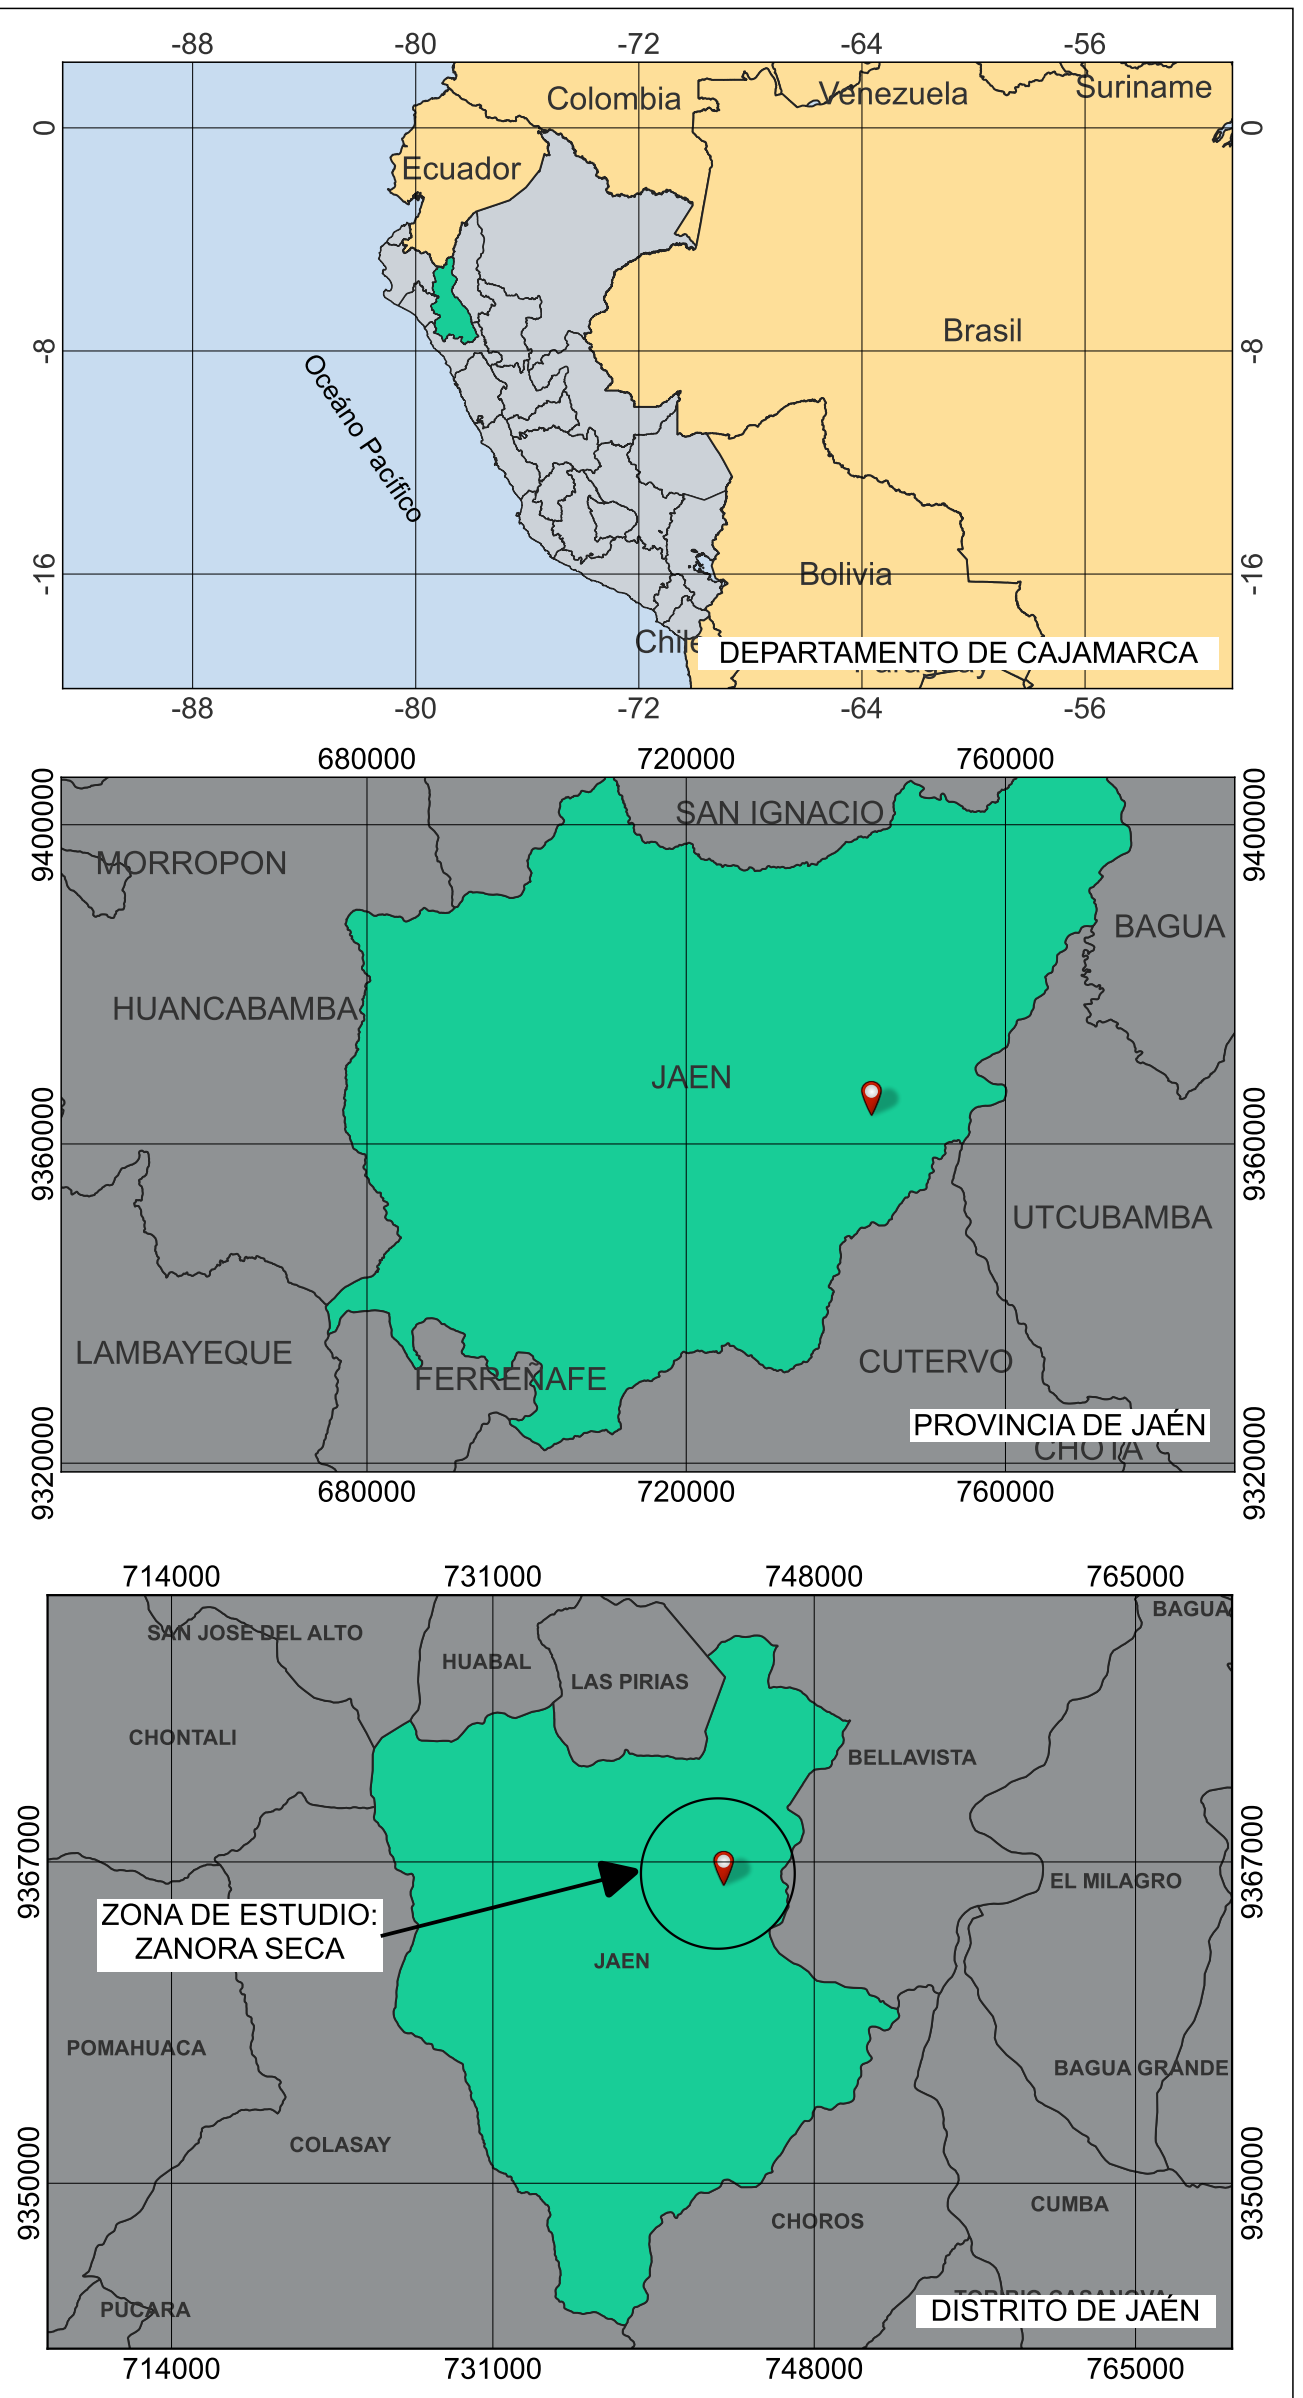 -88 -80 -72 -64 -56
Colombia
Venezuela
Suriname
0 0
Ecuador
Brasil
-8 -8
Oceáno Pacífico
-16 -16
Bolivia
Chile
DEPARTAMENTO DE CAJAMARCA
Paraguay
-88 -80 -72 -64 -56
680000 720000 760000
9400000 9400000
SAN IGNACIO
MORROPON
BAGUA
HUANCABAMBA
JAEN
9360000 9360000
UTCUBAMBA
LAMBAYEQUE
FERREÑAFE
CUTERVO
PROVINCIA DE JAÉN
CHOTA
9320000 9320000
680000 720000 760000
714000 731000 748000 765000
BAGUA
SAN JOSE DEL ALTO
HUABAL
LAS PIRIAS
CHONTALI
BELLAVISTA
9367000 9367000
EL MILAGRO
ZONA DE ESTUDIO:
ZANORA SECA
JAEN
POMAHUACA
BAGUA GRANDE
COLASAY
9350000 9350000
CUMBA
CHOROS
PUCARA
DISTRITO DE JAÉN
714000 731000 748000 765000